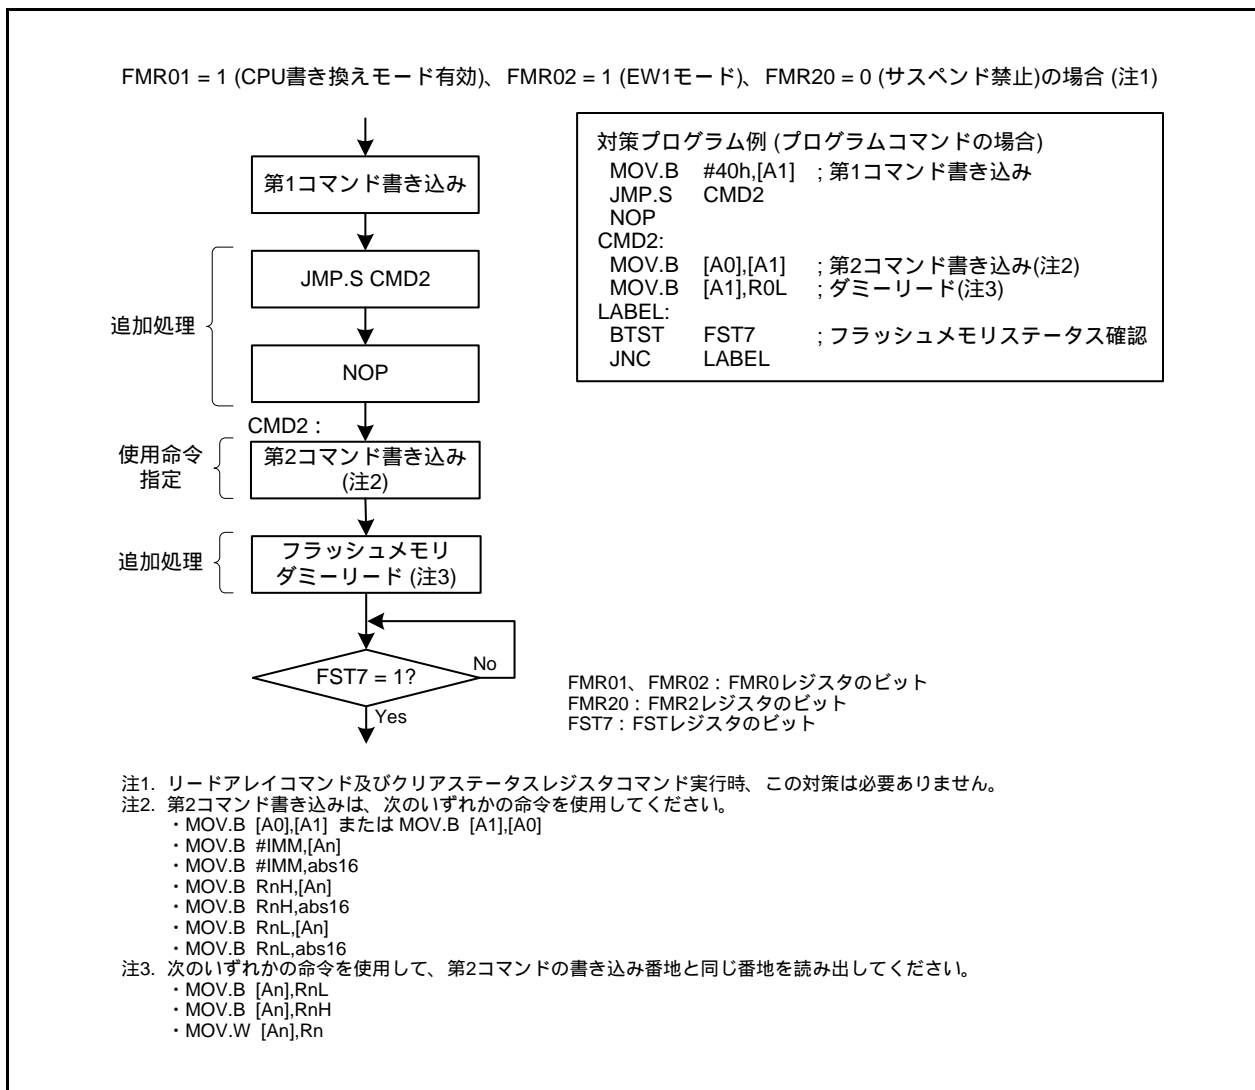 FMR01 = 1 (CPU書き換えモード有効)、FMR02 = 1 (EW1モード)、FMR20 = 0 (サスペンド禁止)の場合 (注1)
第1コマンド書き込み
追加処理
JMP.S CMD2
NOP
CMD2 :
使用命令
指定
第2コマンド書き込み
(注2)
追加処理
フラッシュメモリ
ダミーリード (注3)
FST7 = 1?
No
Yes
対策プログラム例 (プログラムコマンドの場合)
MOV.B #40h,[A1] ; 第1コマンド書き込み
JMP.S CMD2
NOP
CMD2:
MOV.B [A0],[A1] ; 第2コマンド書き込み(注2)
MOV.B [A1],R0L ; ダミーリード(注3)
LABEL:
BTST FST7 ; フラッシュメモリステータス確認
JNC LABEL
FMR01、FMR02 : FMR0レジスタのビット
FMR20 : FMR2レジスタのビット
FST7 : FSTレジスタのビット
注1. リードアレイコマンド及びクリアステータスレジスタコマンド実行時、この対策は必要ありません。
注2. 第2コマンド書き込みは、次のいずれかの命令を使用してください。
・MOV.B [A0],[A1] または MOV.B [A1],[A0]
・MOV.B #IMM,[An]
・MOV.B #IMM,abs16
・MOV.B RnH,[An]
・MOV.B RnH,abs16
・MOV.B RnL,[An]
・MOV.B RnL,abs16
注3. 次のいずれかの命令を使用して、第2コマンドの書き込み番地と同じ番地を読み出してください。
・MOV.B [An],RnL
・MOV.B [An],RnH
・MOV.W [An],Rn